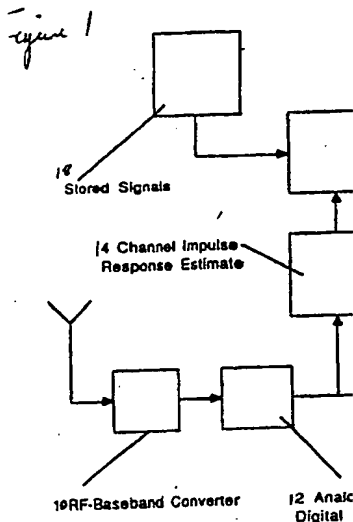 Figure 1
18
Stored Signals
14 Channel Impulse
Response Estimate
10RF-Baseband Converter
12 Analo
Digital